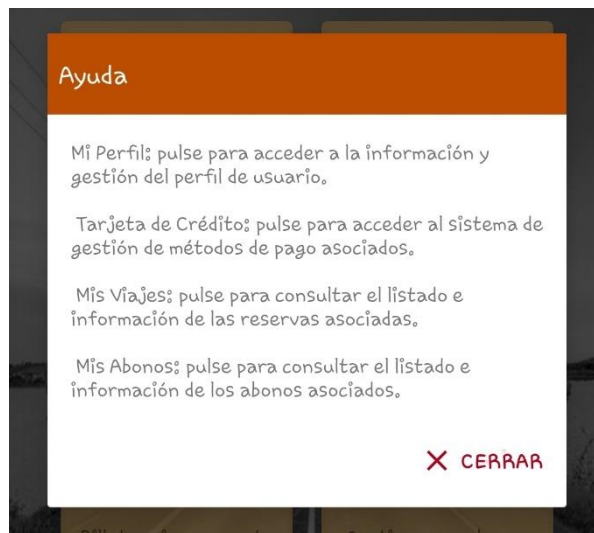 Ayuda
Mi Perfil: pulse para acceder a la información y
gestión del perfil de usuario.
Tarjeta de Crédito: pulse para acceder al sistema de
gestión de métodos de pago asociados.
Mis Viajes: pulse para consultar el listado e
información de las reservas asociadas.
Mis Abonos: pulse para consultar el listado e
información de los abonos asociados.
CERRAR